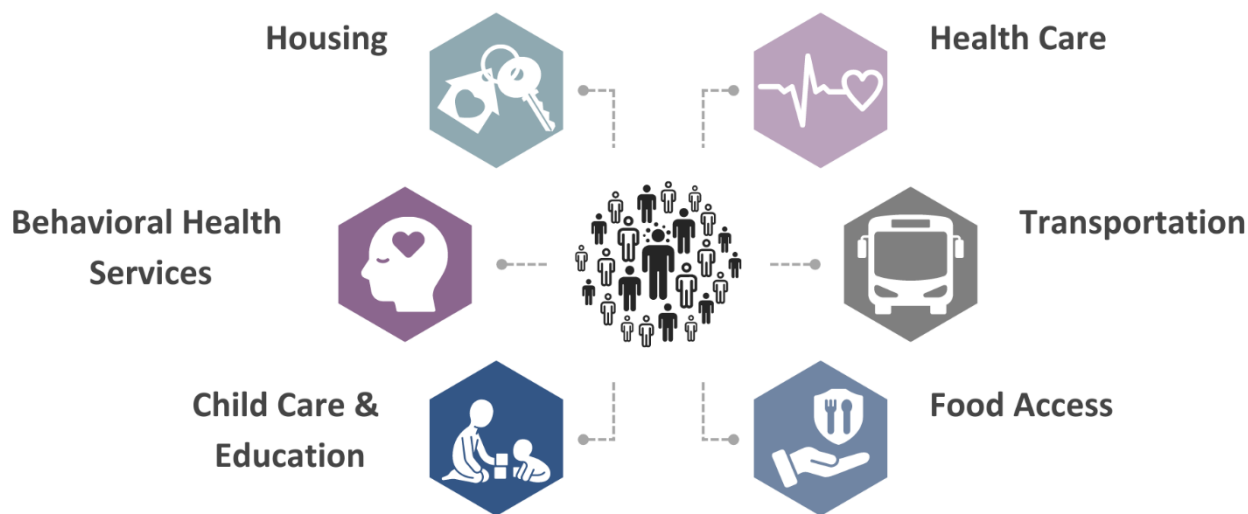 Housing
Health Care
Behavioral Health
Services
Transportation
Child Care &
Education
Food Access